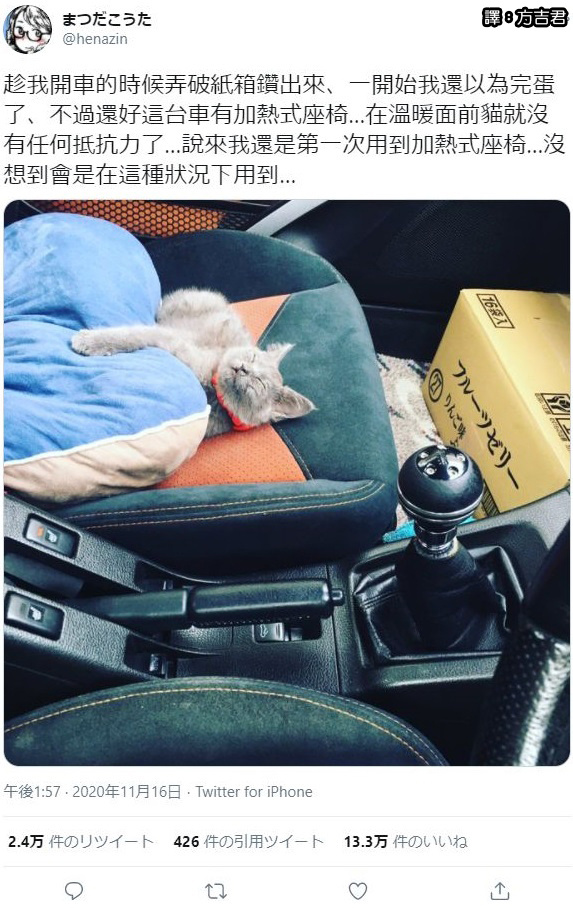 まつだこうた
@henazin
譯：方吉君
趁我開車的時候弄破紙箱鑽出來、一開始我還以為完蛋
了、不過還好這台車有加熱式座椅...在溫暖面前貓就沒
有任何抵抗力了...說來我還是第一次用到加熱式座椅...沒
想到會是在這種狀況下用到...
16袋入
フルーツゼリー
りんご
午後1:57 · 2020年11月16日 · Twitter for iPhone
2.4万 件のリツイート 426 件の引用ツイート 13.3万 件のいいね